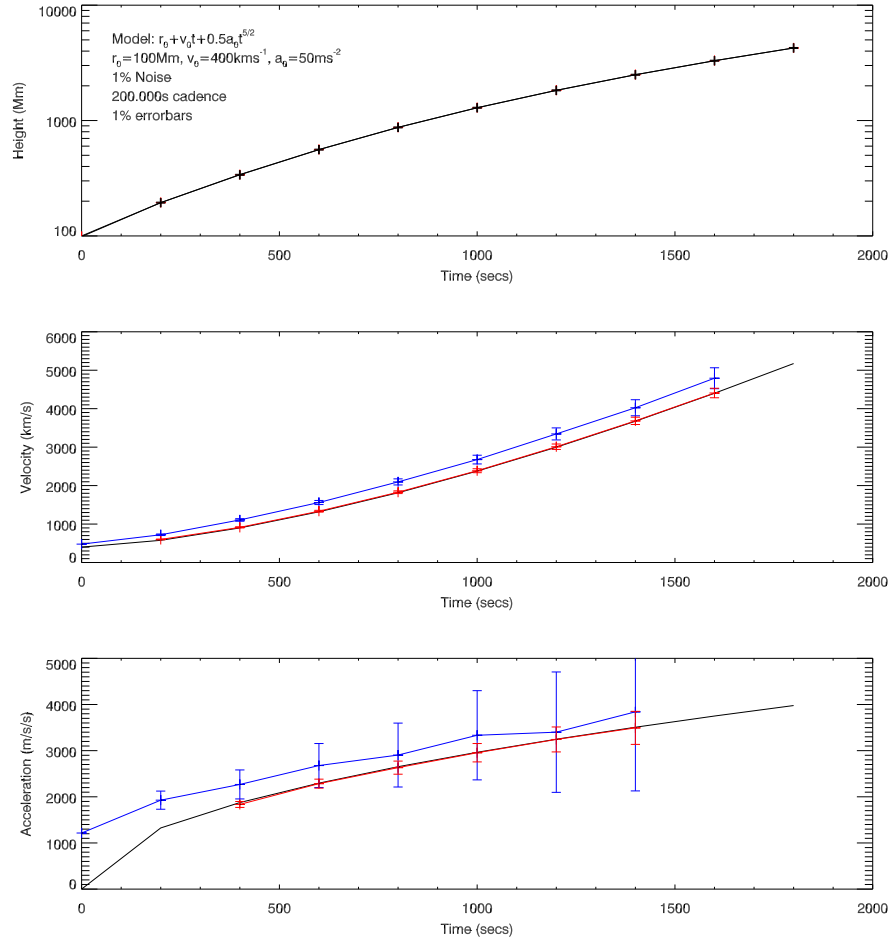 10000
1000
100
Height (Mm)
Model: r₀+v₀t+0.5a₀t^5/2
r₀=100Mm, v₀=400kms⁻¹, a₀=50ms⁻²
1% Noise
200.000s cadence
1% errorbars
0 500 1000 1500 2000
Time (secs)
6000
5000
4000
3000
2000
1000
0
Velocity (km/s)
0 500 1000 1500 2000
Time (secs)
5000
4000
3000
2000
1000
0
Acceleration (m/s/s)
0 500 1000 1500 2000
Time (secs)